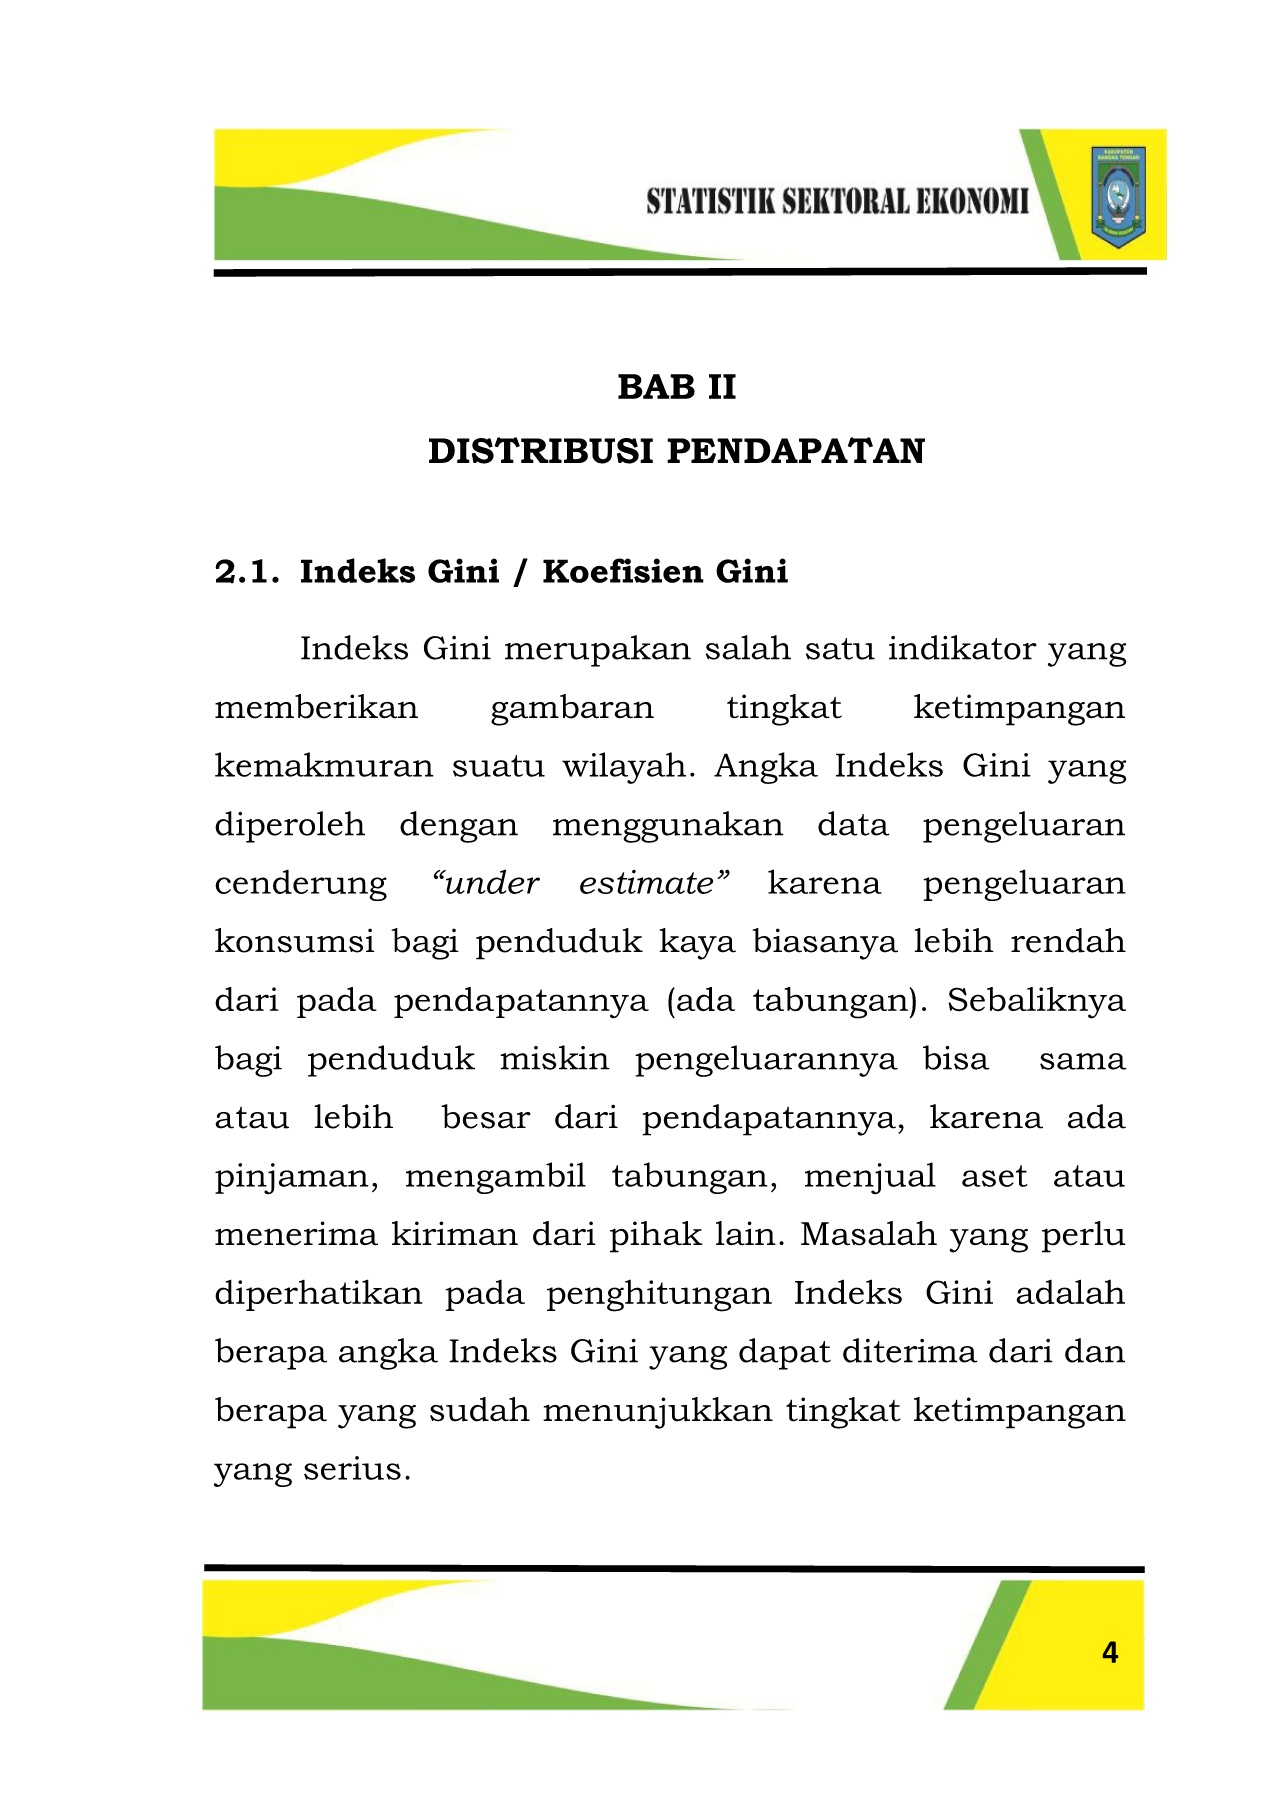 STATISTIK SEKTORAL EKONOMI
KABUPATEN
BANGKA TENGAH
BAB II
DISTRIBUSI PENDAPATAN
2.1. Indeks Gini / Koefisien Gini
Indeks Gini merupakan salah satu indikator yang
memberikan gambaran tingkat ketimpangan
kemakmuran suatu wilayah. Angka Indeks Gini yang
diperoleh dengan menggunakan data pengeluaran
cenderung “under estimate” karena pengeluaran
konsumsi bagi penduduk kaya biasanya lebih rendah
dari pada pendapatannya (ada tabungan). Sebaliknya
bagi penduduk miskin pengeluarannya bisa sama
atau lebih besar dari pendapatannya, karena ada
pinjaman, mengambil tabungan, menjual aset atau
menerima kiriman dari pihak lain. Masalah yang perlu
diperhatikan pada penghitungan Indeks Gini adalah
berapa angka Indeks Gini yang dapat diterima dari dan
berapa yang sudah menunjukkan tingkat ketimpangan
yang serius.
4